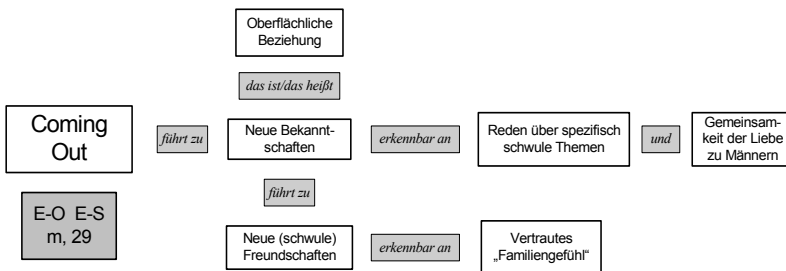 Oberflächliche
Beziehung
das ist/das heißt
Coming
Out
führt zu
Neue Bekannt-
schaften
erkennbar an
Reden über spezifisch
schwule Themen
und
Gemeinsam-
keit der Liebe
zu Männern
führt zu
E-O E-S
m, 29
Neue (schwule)
Freundschaften
erkennbar an
Vertrautes
„Familiengefühl“